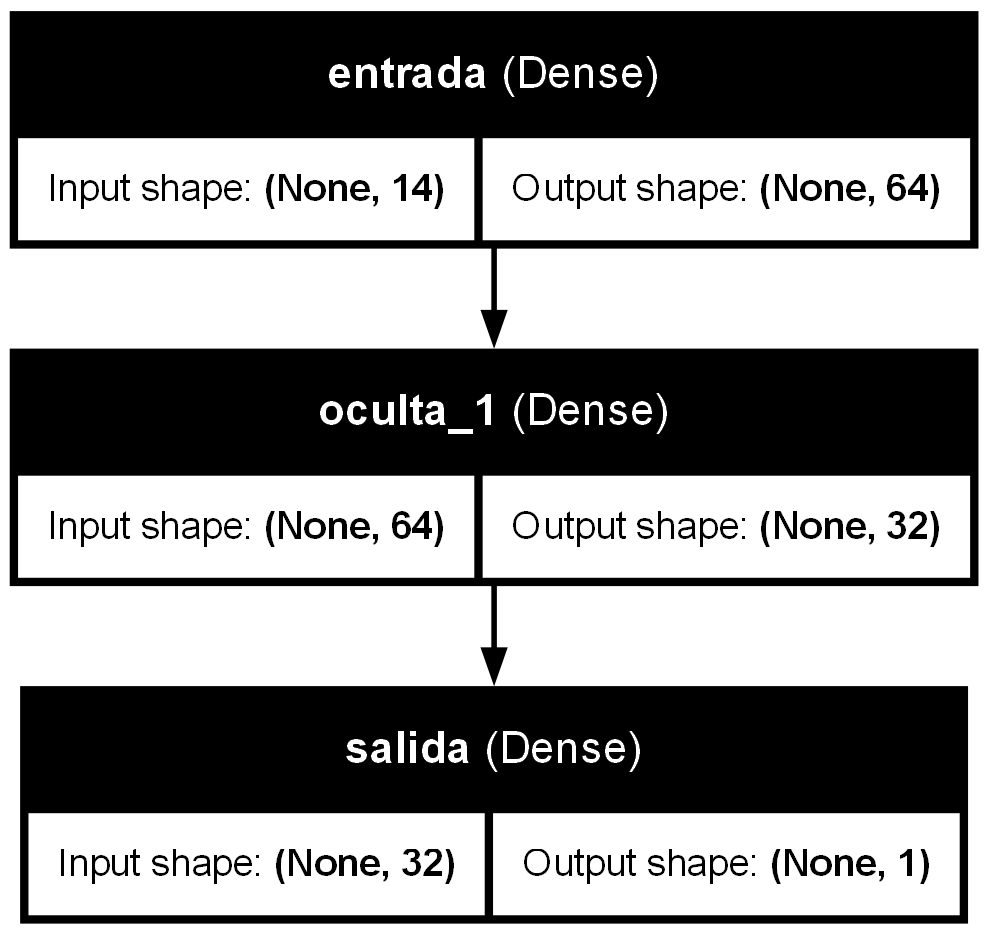 entrada (Dense)
Input shape: (None, 14) Output shape: (None, 64)
oculta_1 (Dense)
Input shape: (None, 64) Output shape: (None, 32)
salida (Dense)
Input shape: (None, 32) Output shape: (None, 1)